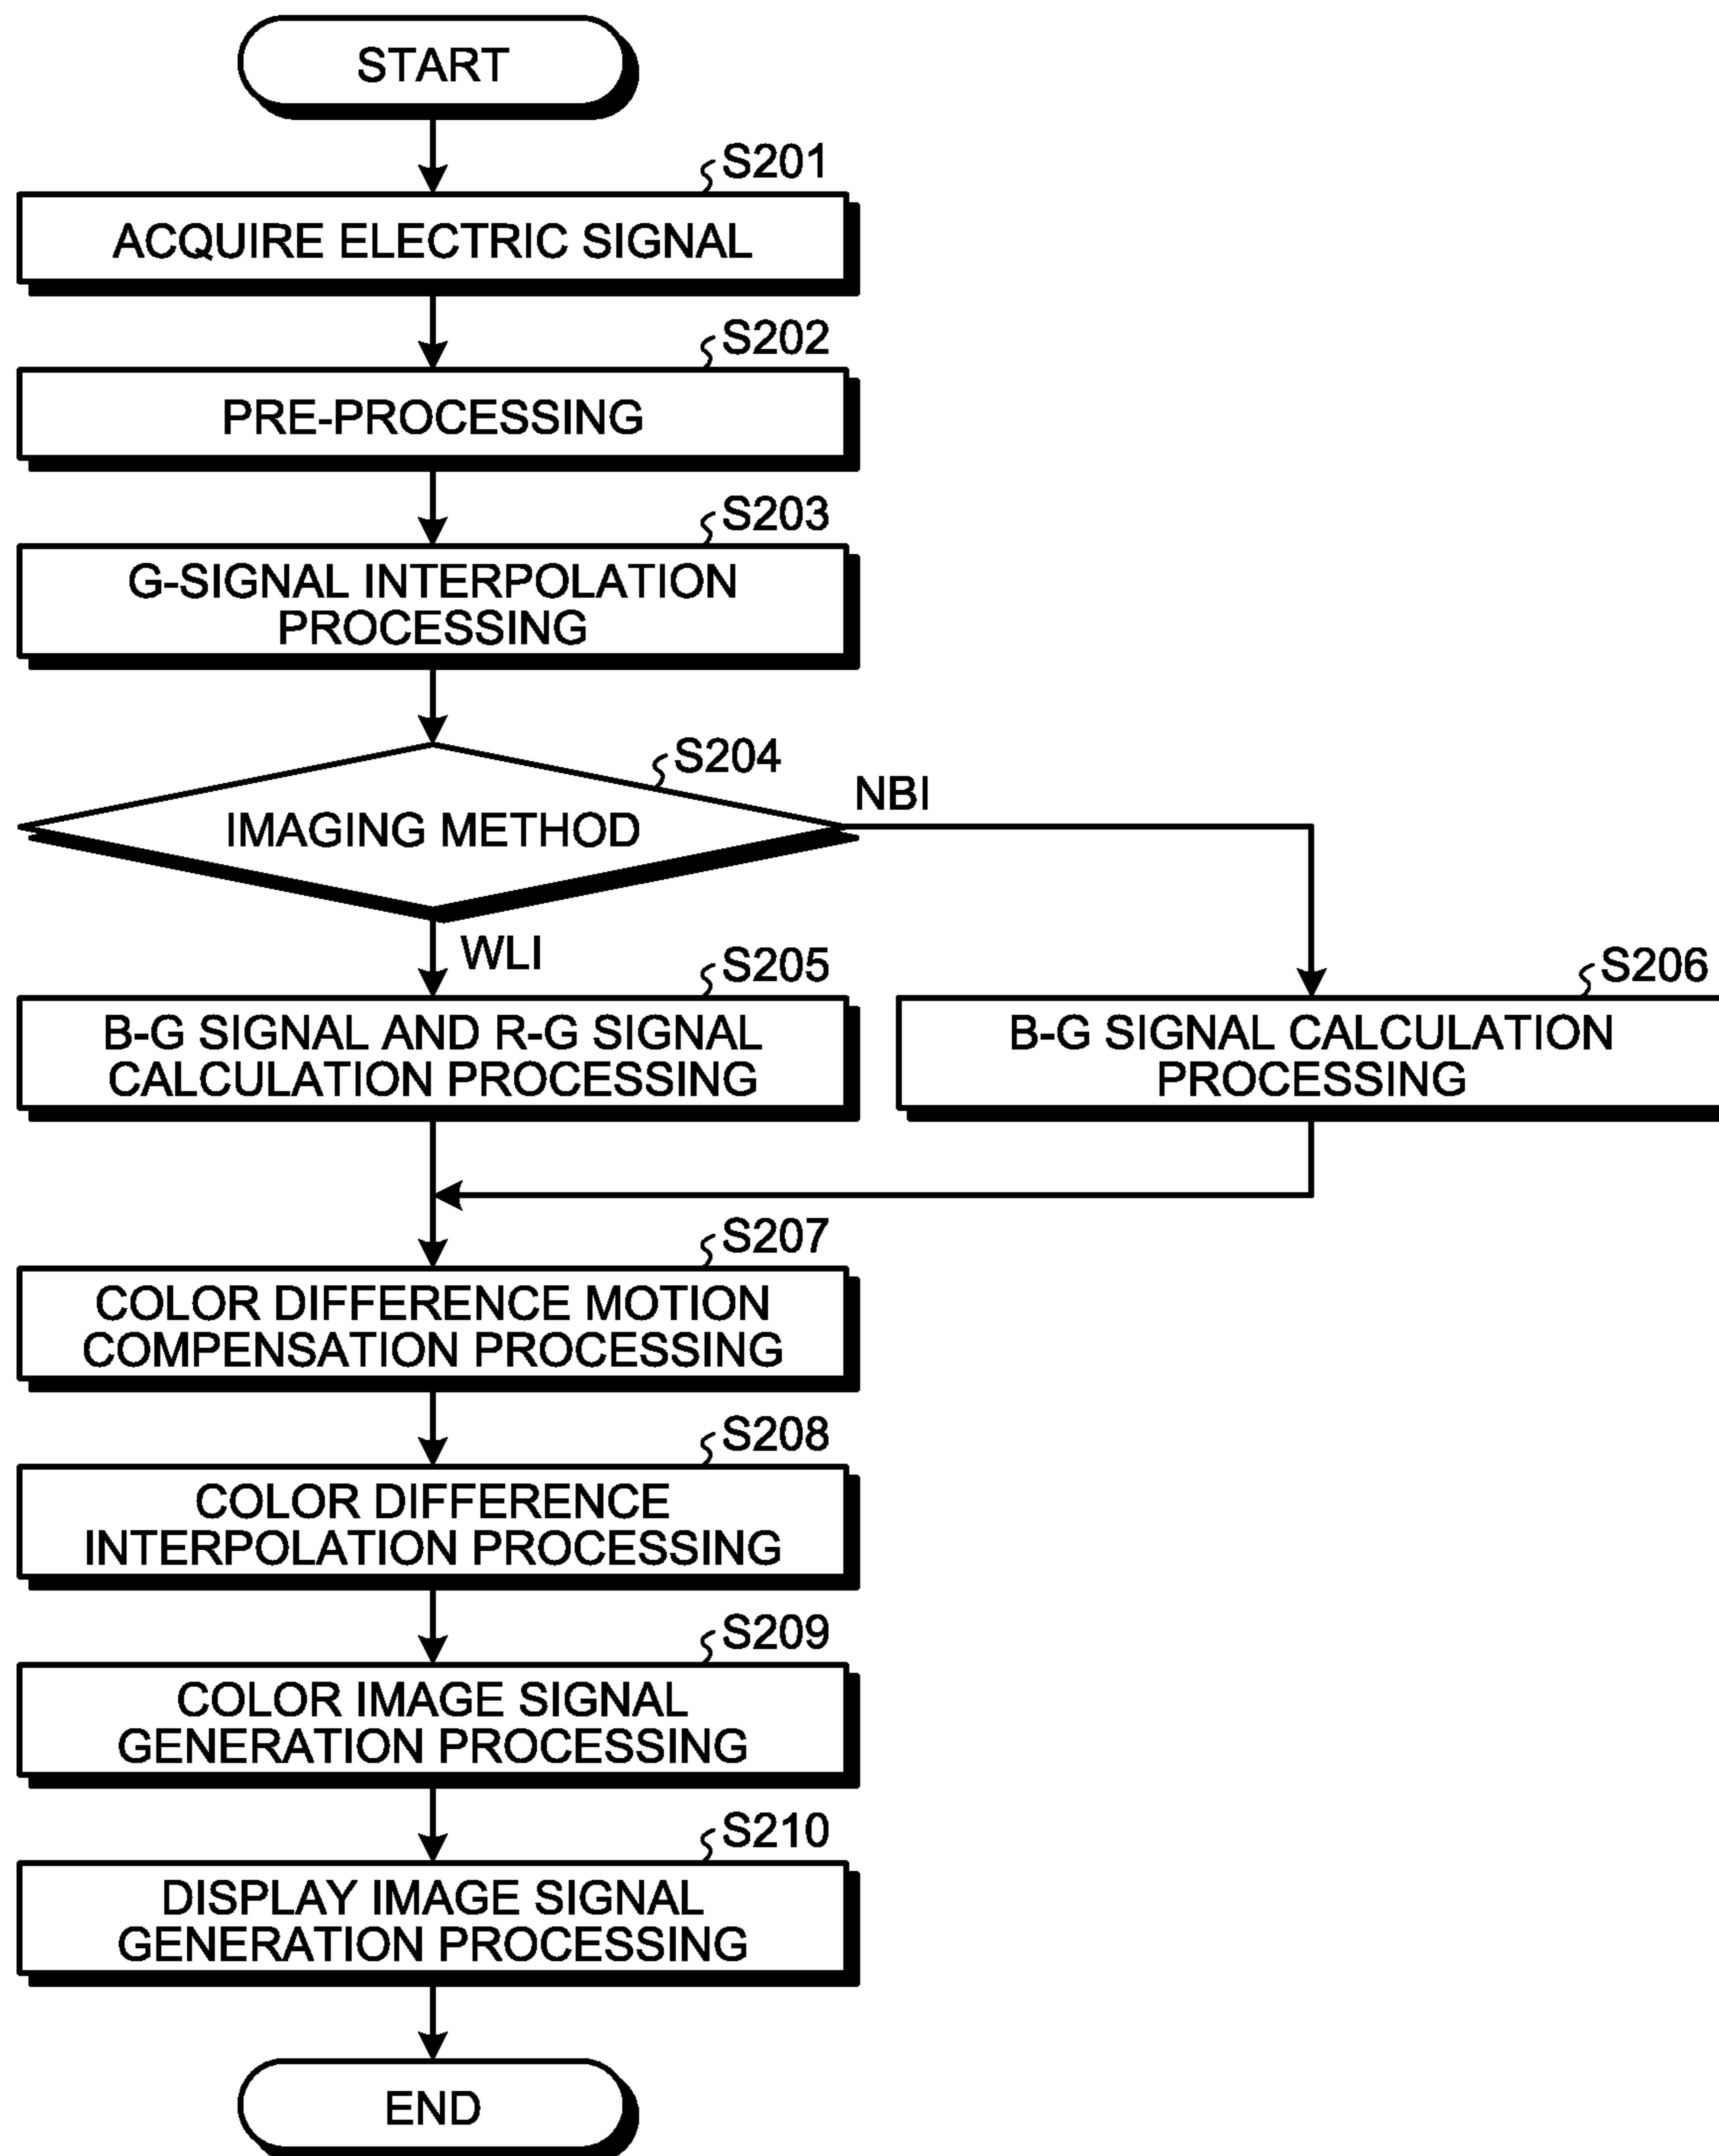 START
S201
ACQUIRE ELECTRIC SIGNAL
S202
PRE-PROCESSING
S203
G-SIGNAL INTERPOLATION
PROCESSING
S204
IMAGING METHOD
NBI
WLI
S205
B-G SIGNAL AND R-G SIGNAL
CALCULATION PROCESSING
S206
B-G SIGNAL CALCULATION
PROCESSING
S207
COLOR DIFFERENCE MOTION
COMPENSATION PROCESSING
S208
COLOR DIFFERENCE
INTERPOLATION PROCESSING
S209
COLOR IMAGE SIGNAL
GENERATION PROCESSING
S210
DISPLAY IMAGE SIGNAL
GENERATION PROCESSING
END